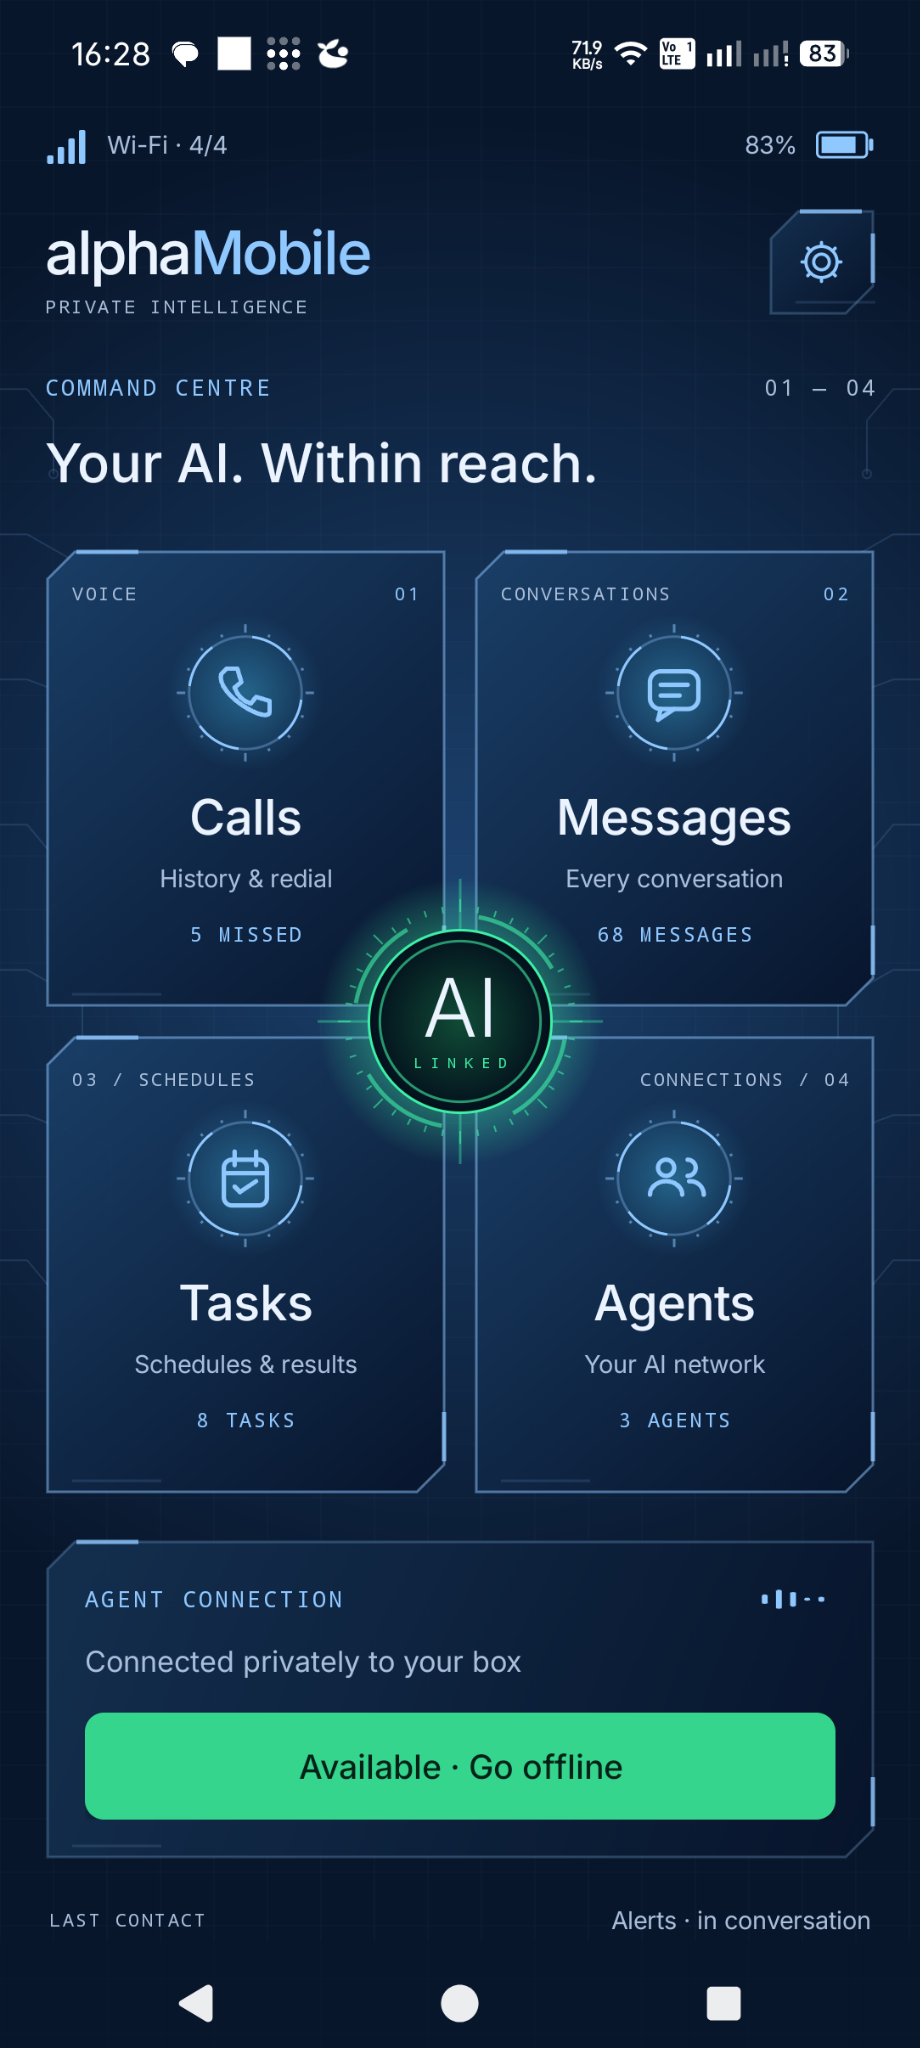 16:28
71.9 KB/s
Vo 1 LTE
83
Wi-Fi · 4/4
83%
alphaMobile
PRIVATE INTELLIGENCE
COMMAND CENTRE
01 — 04
Your AI. Within reach.
VOICE
01
Calls
History & redial
5 MISSED
CONVERSATIONS
02
Messages
Every conversation
68 MESSAGES
AI
LINKED
03 / SCHEDULES
Tasks
Schedules & results
8 TASKS
CONNECTIONS / 04
Agents
Your AI network
3 AGENTS
AGENT CONNECTION
Connected privately to your box
Available · Go offline
LAST CONTACT
Alerts · in conversation